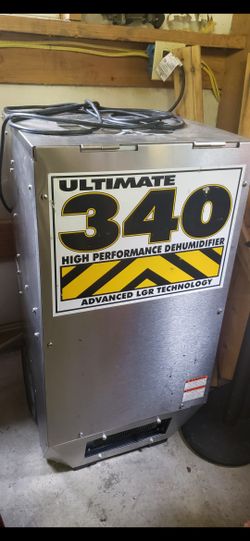 ULTIMATE
340
HIGH PERFORMANCE DEHUMIDIFIER
ADVANCED LGR TECHNOLOGY